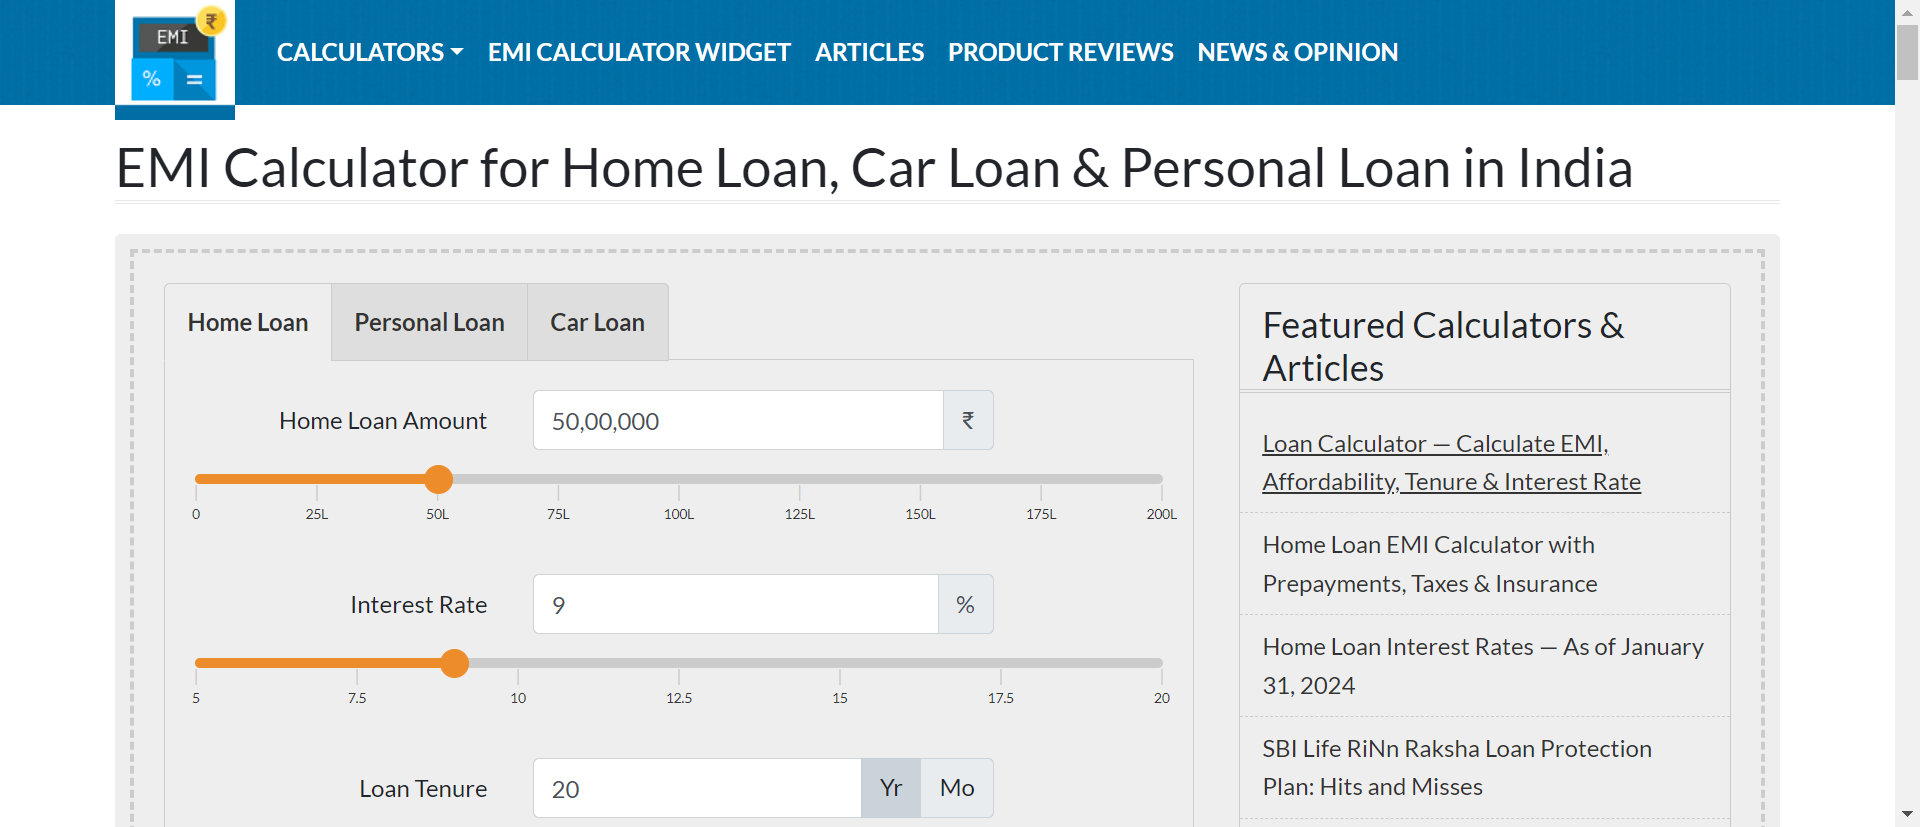 EMI
₹
%
=
CALCULATORS
EMI CALCULATOR WIDGET
ARTICLES
PRODUCT REVIEWS
NEWS & OPINION
EMI Calculator for Home Loan, Car Loan & Personal Loan in India
Home Loan
Personal Loan
Car Loan
Home Loan Amount
50,00,000
₹
0
25L
50L
75L
100L
125L
150L
175L
200L
Interest Rate
9
%
5
7.5
10
12.5
15
17.5
20
Loan Tenure
20
Yr
Mo
Featured Calculators &
Articles
Loan Calculator — Calculate EMI,
Affordability, Tenure & Interest Rate
Home Loan EMI Calculator with
Prepayments, Taxes & Insurance
Home Loan Interest Rates — As of January
31, 2024
SBI Life RiNn Raksha Loan Protection
Plan: Hits and Misses